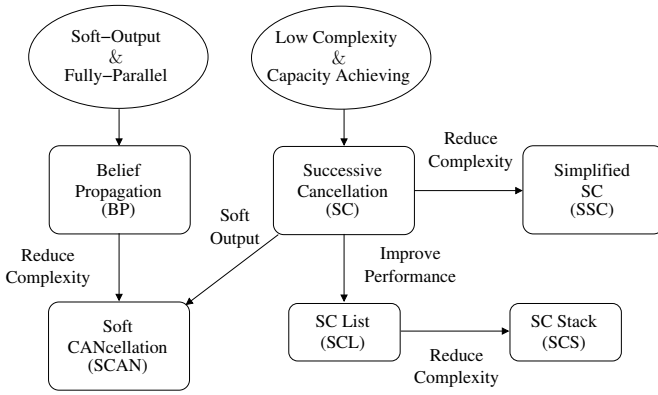 Soft−Output
&
Fully−Parallel
Low Complexity
&
Capacity Achieving
Belief
Propagation
(BP)
Successive
Cancellation
(SC)
Reduce
Complexity
Simplified
SC
(SSC)
Soft
Output
Reduce
Complexity
Improve
Performance
Soft
CANcellation
(SCAN)
SC List
(SCL)
Reduce
Complexity
SC Stack
(SCS)